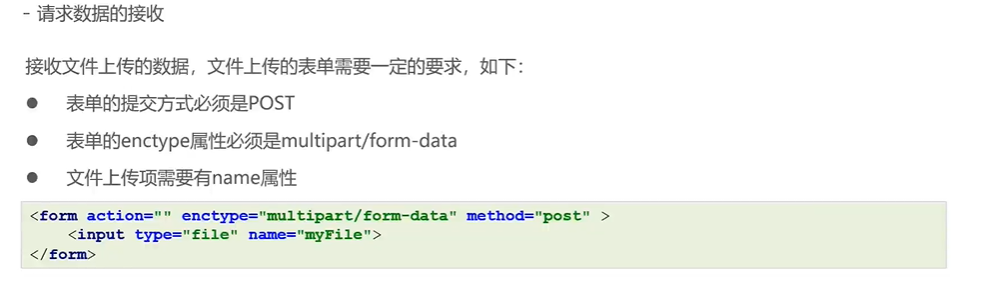 - 请求数据的接收
接收文件上传的数据，文件上传的表单需要一定的要求，如下：
● 表单的提交方式必须是POST
● 表单的enctype属性必须是multipart/form-data
● 文件上传项需要有name属性
<form action="" enctype="multipart/form-data" method="post" >
    <input type="file" name="myFile">
</form>